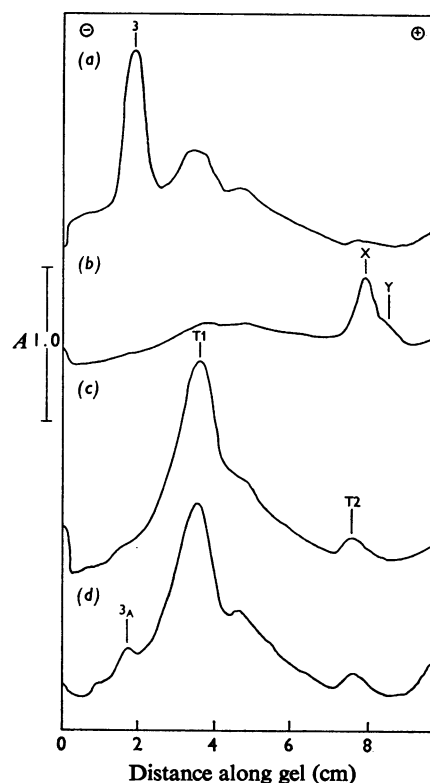 ⊖ 3 ⊕
(a)
X
(b) Y
A 1.0
T1
(c)
T2
(d)
3A
0 2 4 6 8
Distance along gel (cm)